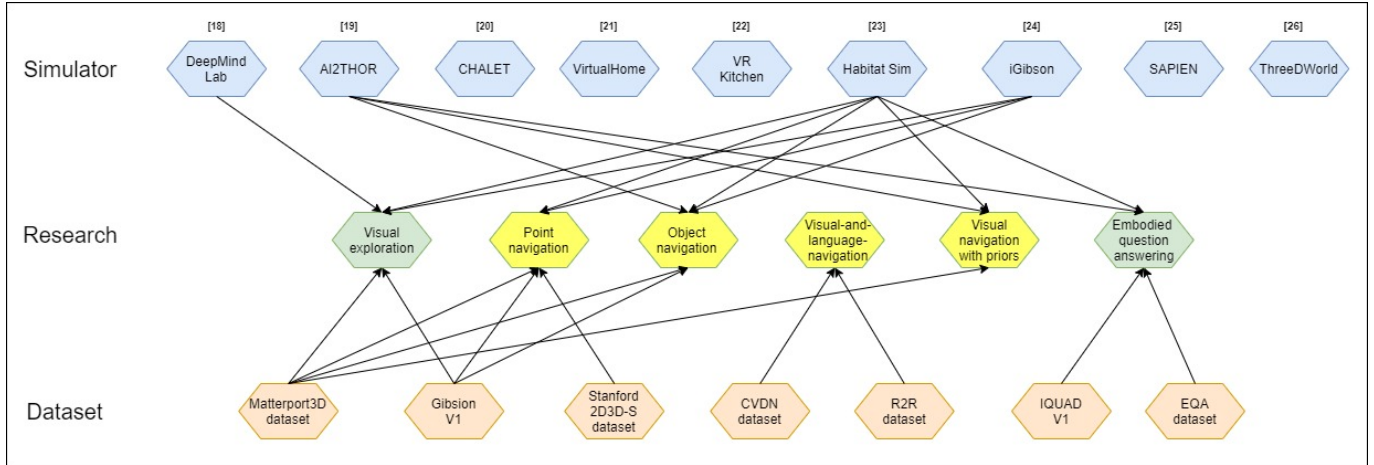 [18] [19] [20] [21] [22] [23] [24] [25] [26]
Simulator
DeepMind
Lab
AI2THOR
CHALET
VirtualHome
VR
Kitchen
Habitat Sim
iGibson
SAPIEN
ThreeDWorld
Research
Visual
exploration
Point
navigation
Object
navigation
Visual-and-
language-
navigation
Visual
navigation
with priors
Embodied
question
answering
Dataset
Matterport3D
dataset
Gibsion
V1
Stanford
2D3D-S
dataset
CVDN
dataset
R2R
dataset
IQUAD
V1
EQA
dataset